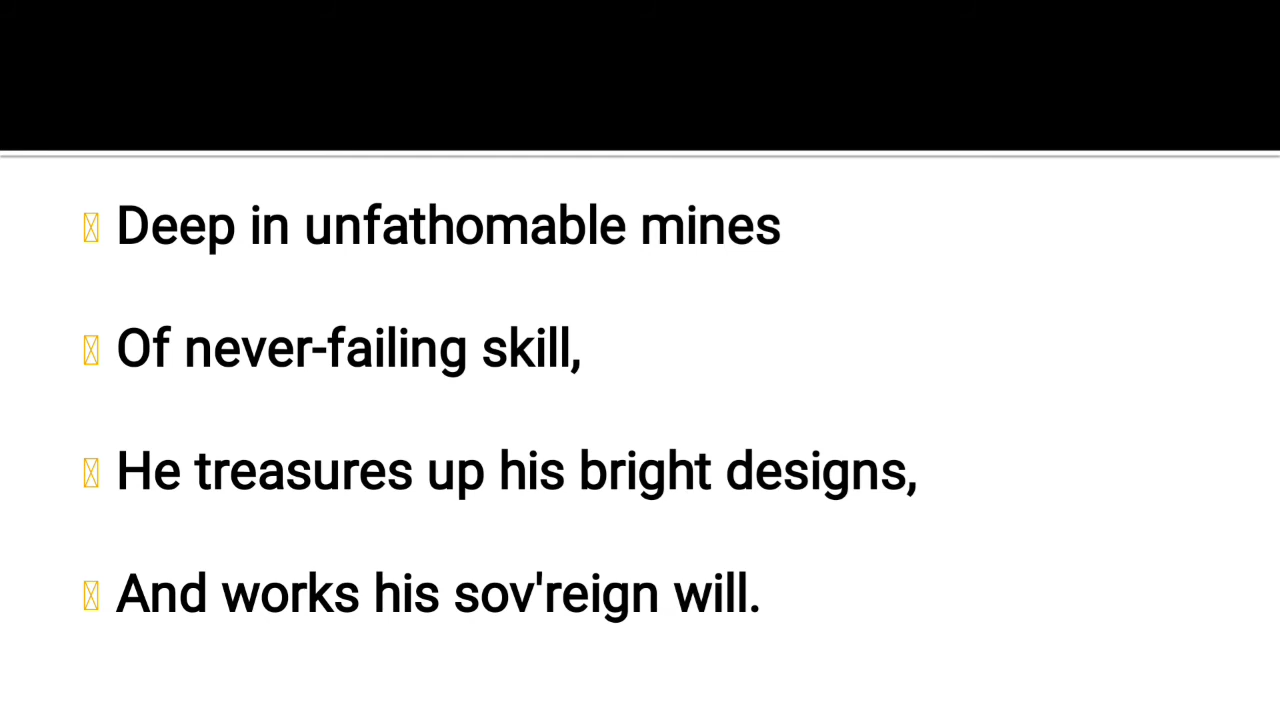 Deep in unfathomable mines
Of never-failing skill,
He treasures up his bright designs,
And works his sov'reign will.